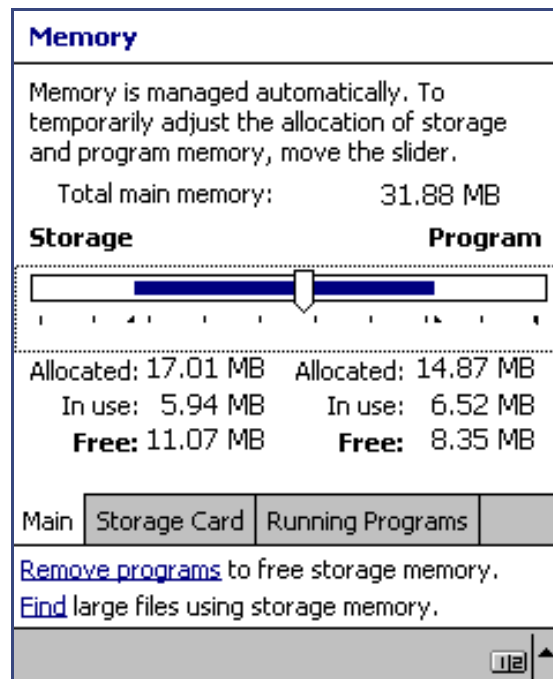 Memory
Memory is managed automatically. To
temporarily adjust the allocation of storage
and program memory, move the slider.
Total main memory: 31.88 MB
Storage Program
Allocated: 17.01 MB Allocated: 14.87 MB
In use: 5.94 MB In use: 6.52 MB
Free: 11.07 MB Free: 8.35 MB
Main Storage Card Running Programs
Remove programs to free storage memory.
Find large files using storage memory.
1|2